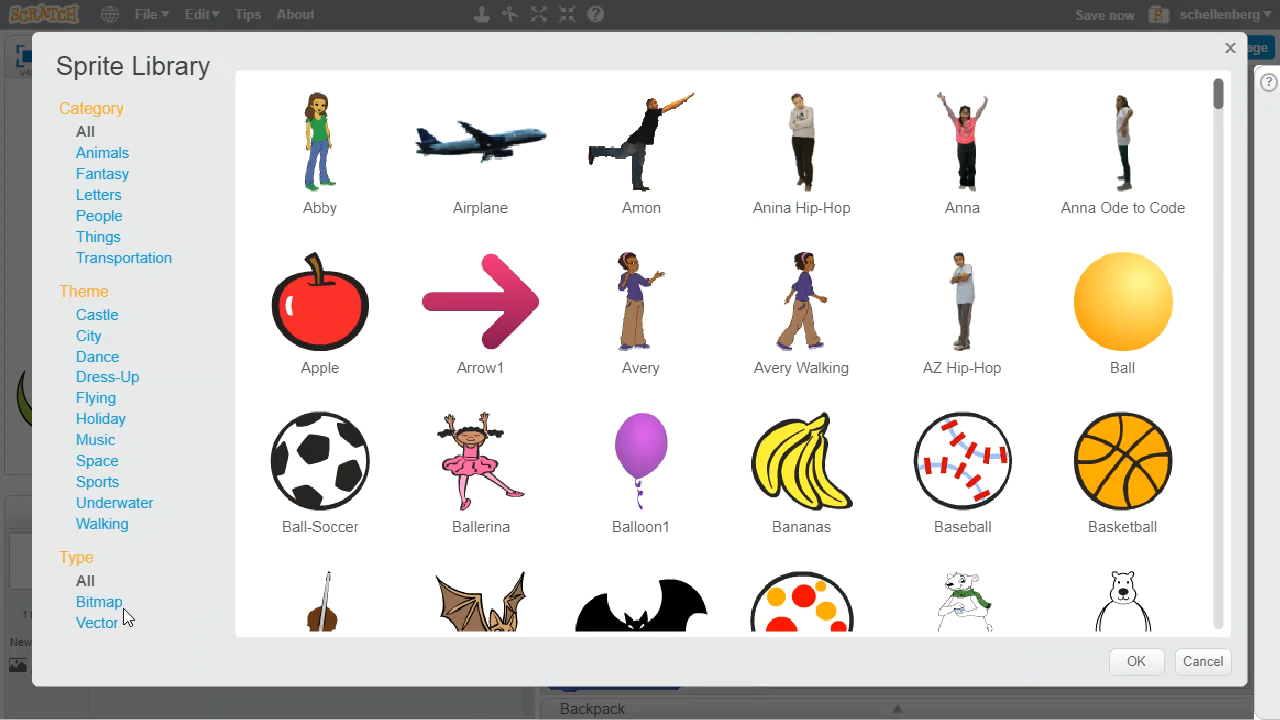 SCRATCH File Edit Tips About Save now schellenberg
Sprite Library
Category
All
Animals
Fantasy
Letters
People
Things
Transportation
Theme
Castle
City
Dance
Dress-Up
Flying
Holiday
Music
Space
Sports
Underwater
Walking
Type
All
Bitmap
Vector
Abby Airplane Amon Anina Hip-Hop Anna Anna Ode to Code
Apple Arrow1 Avery Avery Walking AZ Hip-Hop Ball
Ball-Soccer Ballerina Balloon1 Bananas Baseball Basketball
OK Cancel
New
Backpack